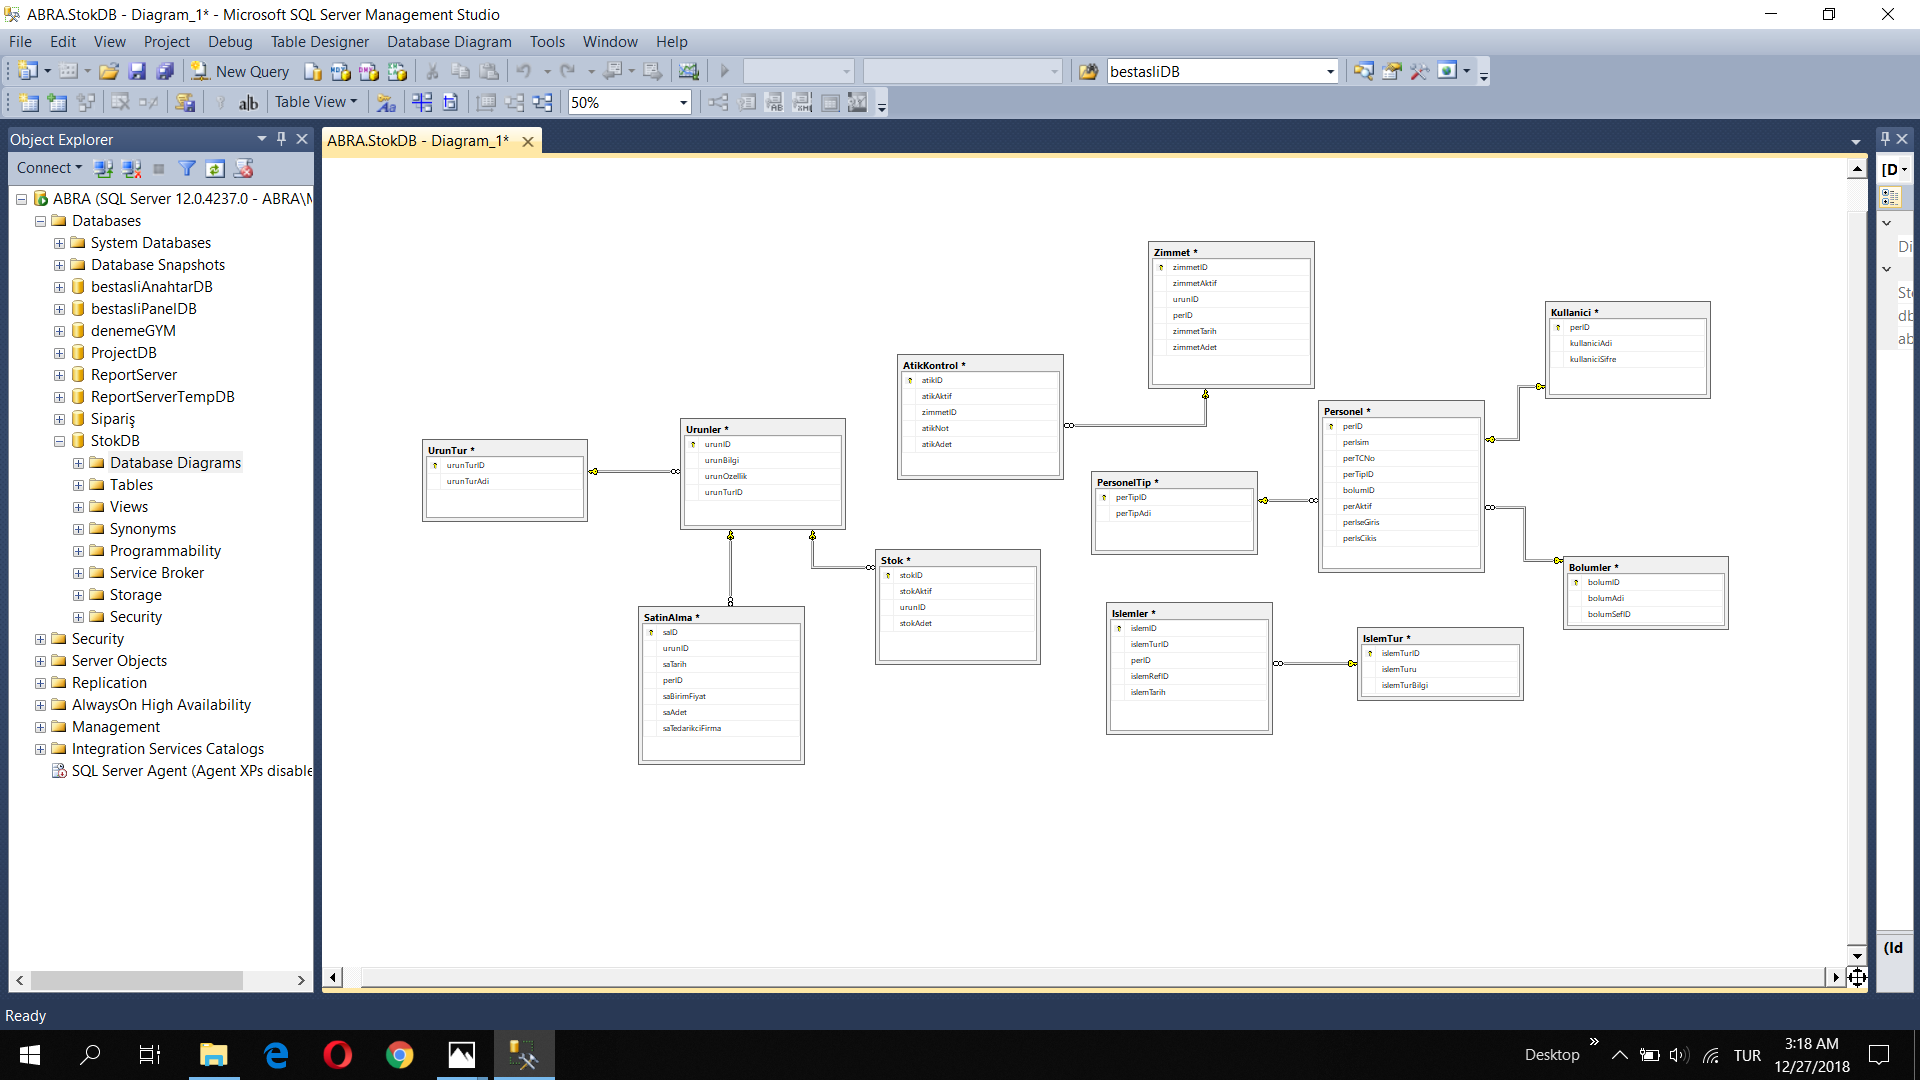 ABRA.StokDB - Diagram_1* - Microsoft SQL Server Management Studio
File Edit View Project Debug Table Designer Database Diagram Tools Window Help
New Query
bestasliDB
Table View
50%
Object Explorer
Connect
ABRA (SQL Server 12.0.4237.0 - ABRA\
Databases
System Databases
Database Snapshots
bestasliAnahtarDB
bestasliPanelDB
denemeGYM
ProjectDB
ReportServer
ReportServerTempDB
Sipariş
StokDB
Database Diagrams
Tables
Views
Synonyms
Programmability
Service Broker
Storage
Security
Security
Server Objects
Replication
AlwaysOn High Availability
Management
Integration Services Catalogs
SQL Server Agent (Agent XPs disable
ABRA.StokDB - Diagram_1*
UrunTur *
urunTurID
urunTurAdi
Urunler *
urunID
urunBilgi
urunOzellik
urunTurID
SatinAlma *
saID
urunID
saTarih
perID
saBirimFiyat
saAdet
saTedarikciFirma
Stok *
stokID
stokAktif
urunID
stokAdet
AtikKontrol *
atikID
atikAktif
zimmetID
atikNot
atikAdet
Zimmet *
zimmetID
zimmetAktif
urunID
perID
zimmetTarih
zimmetAdet
PersonelTip *
perTipID
perTipAdi
Personel *
perID
perIsim
perTCNo
perTipID
bolumID
perAktif
perIseGiris
perIsCikis
Kullanici *
perID
kullaniciAdi
kullaniciSifre
Bolumler *
bolumID
bolumAdi
bolumSefID
Islemler *
islemID
islemTurID
perID
islemRefID
islemTarih
IslemTur *
islemTurID
islemTuru
islemTurBilgi
[D
Di
Sto
db
ab
(Id
Ready
Desktop
TUR
3:18 AM
12/27/2018